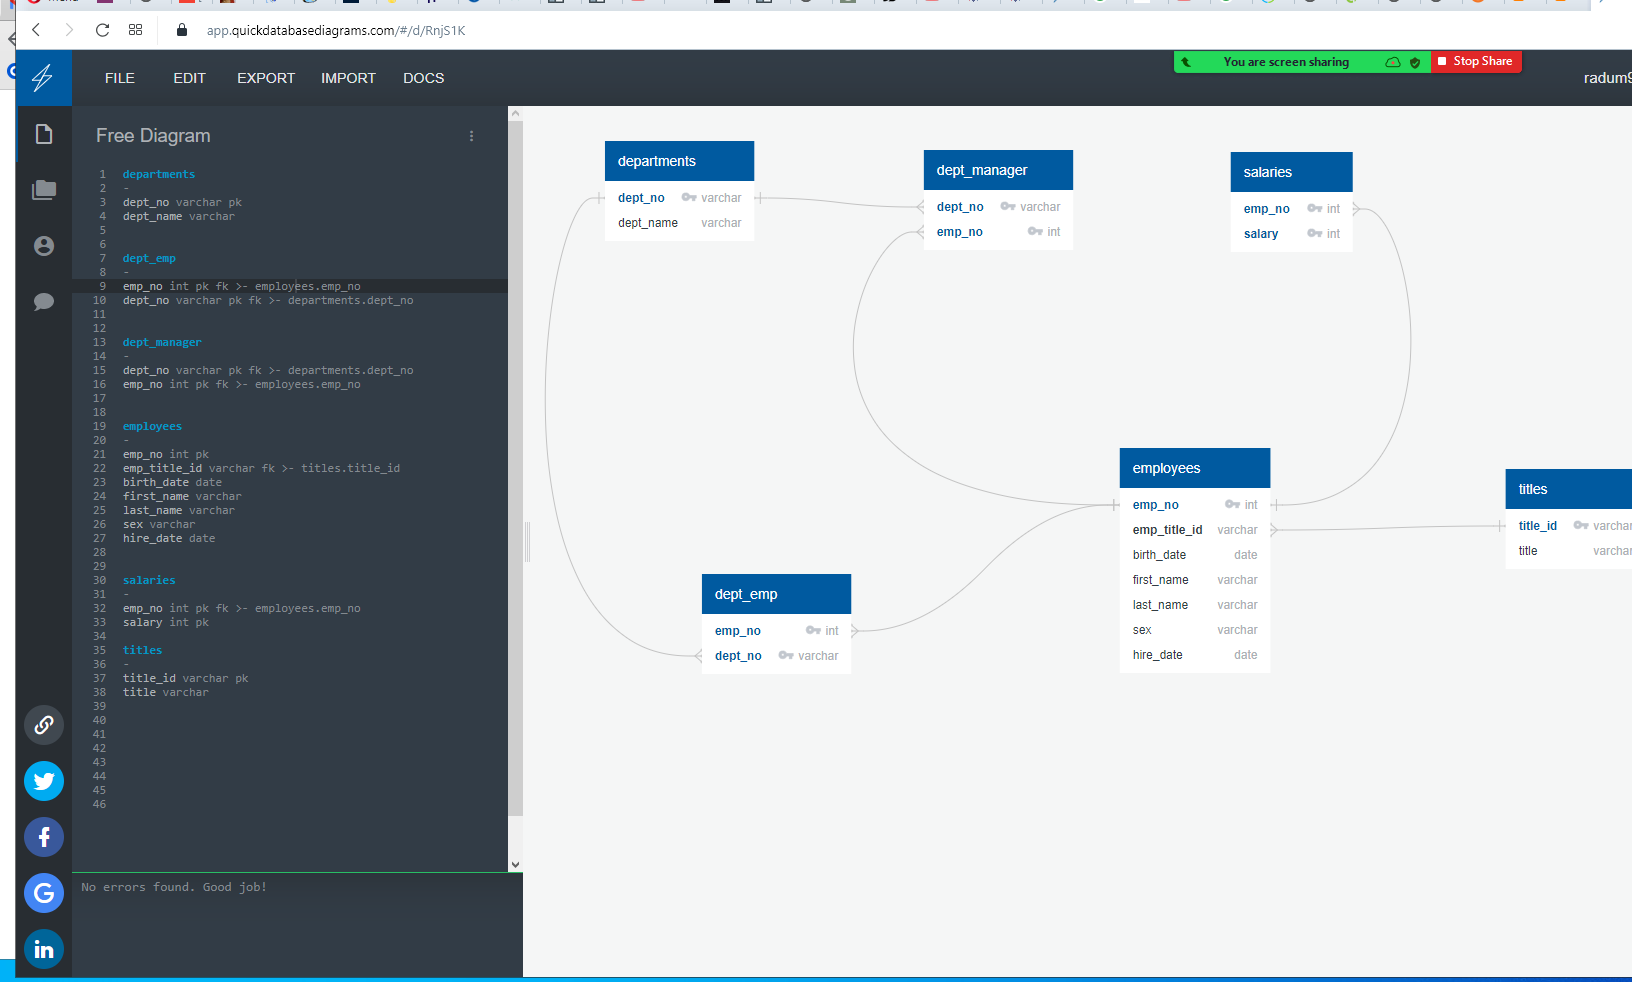 app.quickdatabasediagrams.com/#/d/RnjS1K
FILE
EDIT
EXPORT
IMPORT
DOCS
You are screen sharing
Stop Share
radum9
Free Diagram
1 departments
2 -
3 dept_no varchar pk
4 dept_name varchar
5
6
7 dept_emp
8 -
9 emp_no int pk fk >- employees.emp_no
10 dept_no varchar pk fk >- departments.dept_no
11
12
13 dept_manager
14 -
15 dept_no varchar pk fk >- departments.dept_no
16 emp_no int pk fk >- employees.emp_no
17
18
19 employees
20 -
21 emp_no int pk
22 emp_title_id varchar fk >- titles.title_id
23 birth_date date
24 first_name varchar
25 last_name varchar
26 sex varchar
27 hire_date date
28
29
30 salaries
31 -
32 emp_no int pk fk >- employees.emp_no
33 salary int pk
34
35 titles
36 -
37 title_id varchar pk
38 title varchar
39
40
41
42
43
44
45
46
No errors found. Good job!
departments
dept_no varchar
dept_name varchar
dept_manager
dept_no varchar
emp_no int
salaries
emp_no int
salary int
employees
emp_no int
emp_title_id varchar
birth_date date
first_name varchar
last_name varchar
sex varchar
hire_date date
titles
title_id varchar
title varchar
dept_emp
emp_no int
dept_no varchar